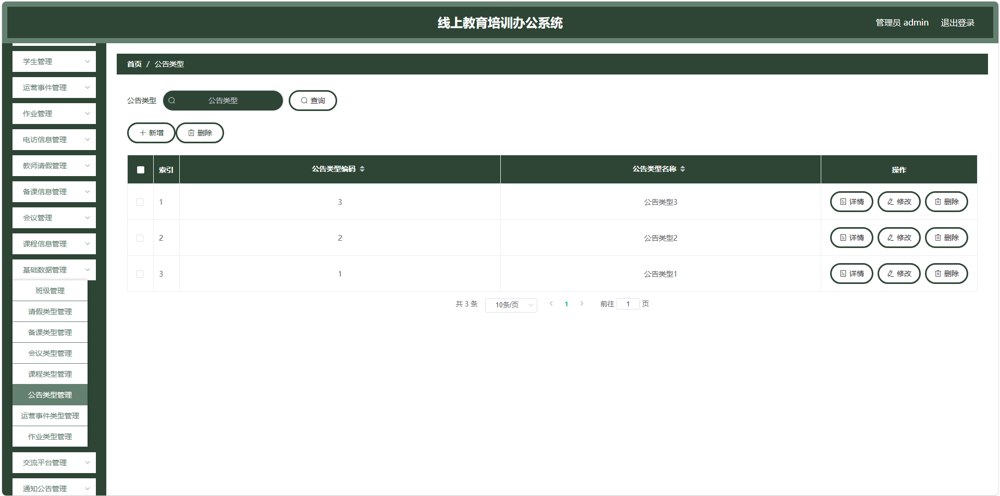 线上教育培训办公系统
管理员 admin 退出登录
学生管理
运营事件管理
作业管理
电访信息管理
教师请假管理
备课信息管理
会议管理
课程信息管理
基础数据管理
班级管理
请假类型管理
备课类型管理
会议类型管理
课程类型管理
公告类型管理
运营事件类型管理
作业类型管理
交流平台管理
通知公告管理
首页 / 公告类型
公告类型 公告类型 查询
新增 删除
索引 公告类型编码 公告类型名称 操作
1 3 公告类型3 详情 修改 删除
2 2 公告类型2 详情 修改 删除
3 1 公告类型1 详情 修改 删除
共 3 条 10条/页 1 前往 1 页